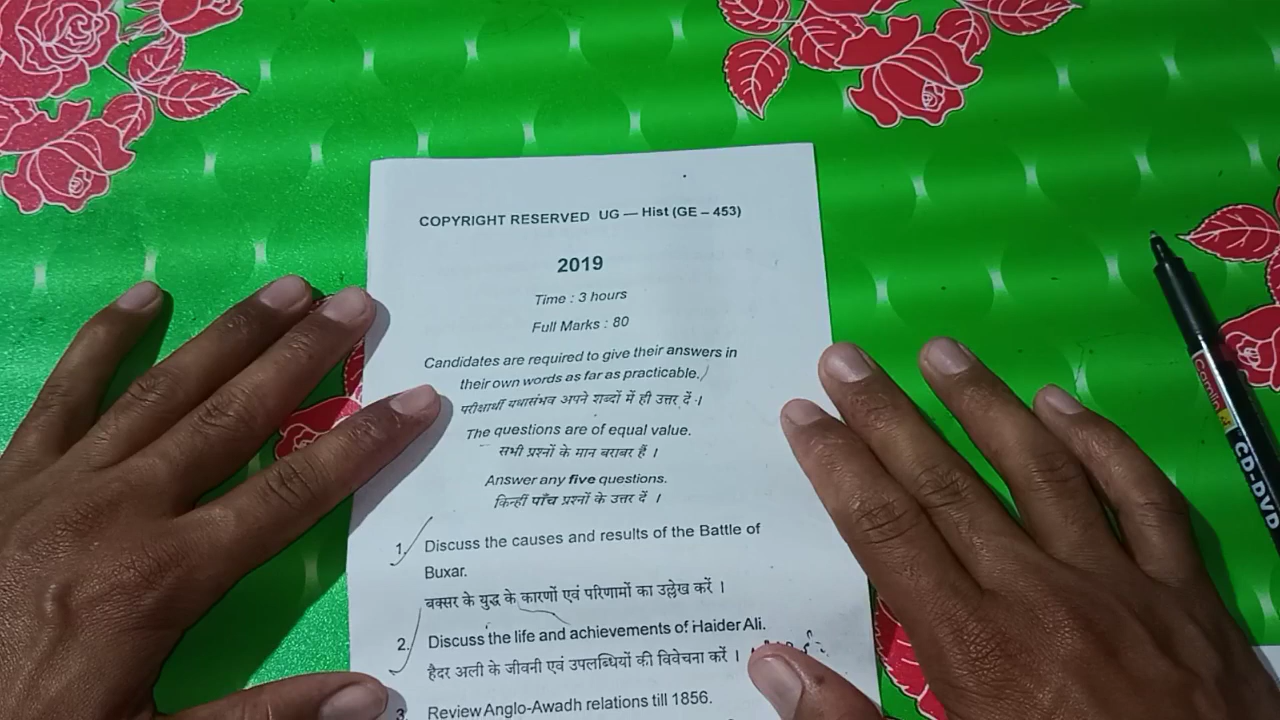 COPYRIGHT RESERVED UG — Hist (GE – 453)
2019
Time : 3 hours
Full Marks : 80
Candidates are required to give their answers in
their own words as far as practicable.
परीक्षार्थी यथासंभव अपने शब्दों में ही उत्तर दें ।
The questions are of equal value.
सभी प्रश्नों के मान बराबर हैं ।
Answer any five questions.
किन्हीं पाँच प्रश्नों के उत्तर दें ।
1. Discuss the causes and results of the Battle of
Buxar.
बक्सर के युद्ध के कारणों एवं परिणामों का उल्लेख करें ।
2. Discuss the life and achievements of Haider Ali.
हैदर अली के जीवनी एवं उपलब्धियों की विवेचना करें ।
3. Review Anglo-Awadh relations till 1856.
Camlin
CD-DVD